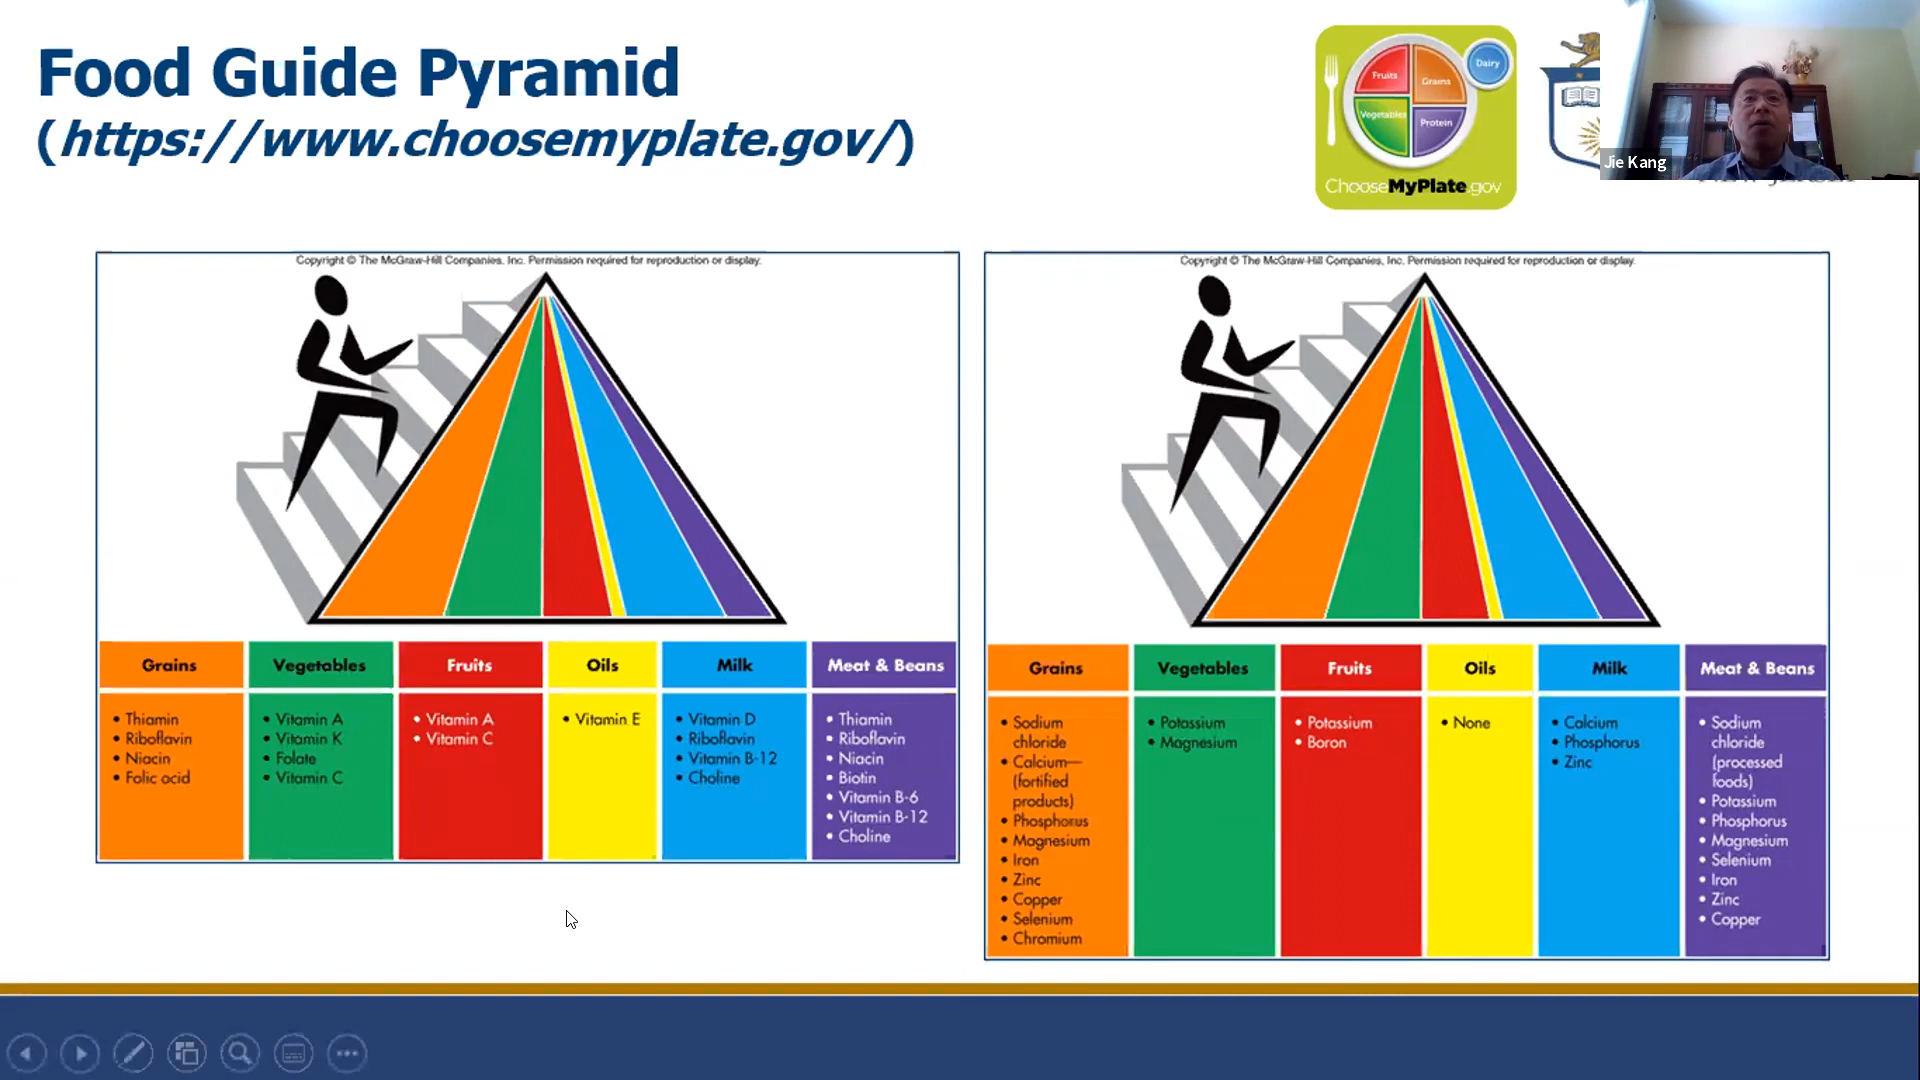 Food Guide Pyramid
(https://www.choosemyplate.gov/)
Fruits
Grains
Dairy
Vegetables
Protein
ChooseMyPlate.gov
Jie Kang
Copyright © The McGraw-Hill Companies, Inc. Permission required for reproduction or display.
Grains
Vegetables
Fruits
Oils
Milk
Meat & Beans
• Thiamin
• Riboflavin
• Niacin
• Folic acid
• Vitamin A
• Vitamin K
• Folate
• Vitamin C
• Vitamin A
• Vitamin C
• Vitamin E
• Vitamin D
• Riboflavin
• Vitamin B-12
• Choline
• Thiamin
• Riboflavin
• Niacin
• Biotin
• Vitamin B-6
• Vitamin B-12
• Choline
Copyright © The McGraw-Hill Companies, Inc. Permission required for reproduction or display.
Grains
Vegetables
Fruits
Oils
Milk
Meat & Beans
• Sodium
chloride
• Calcium—
(fortified
products)
• Phosphorus
• Magnesium
• Iron
• Zinc
• Copper
• Selenium
• Chromium
• Potassium
• Magnesium
• Potassium
• Boron
• None
• Calcium
• Phosphorus
• Zinc
• Sodium
chloride
(processed
foods)
• Potassium
• Phosphorus
• Magnesium
• Selenium
• Iron
• Zinc
• Copper